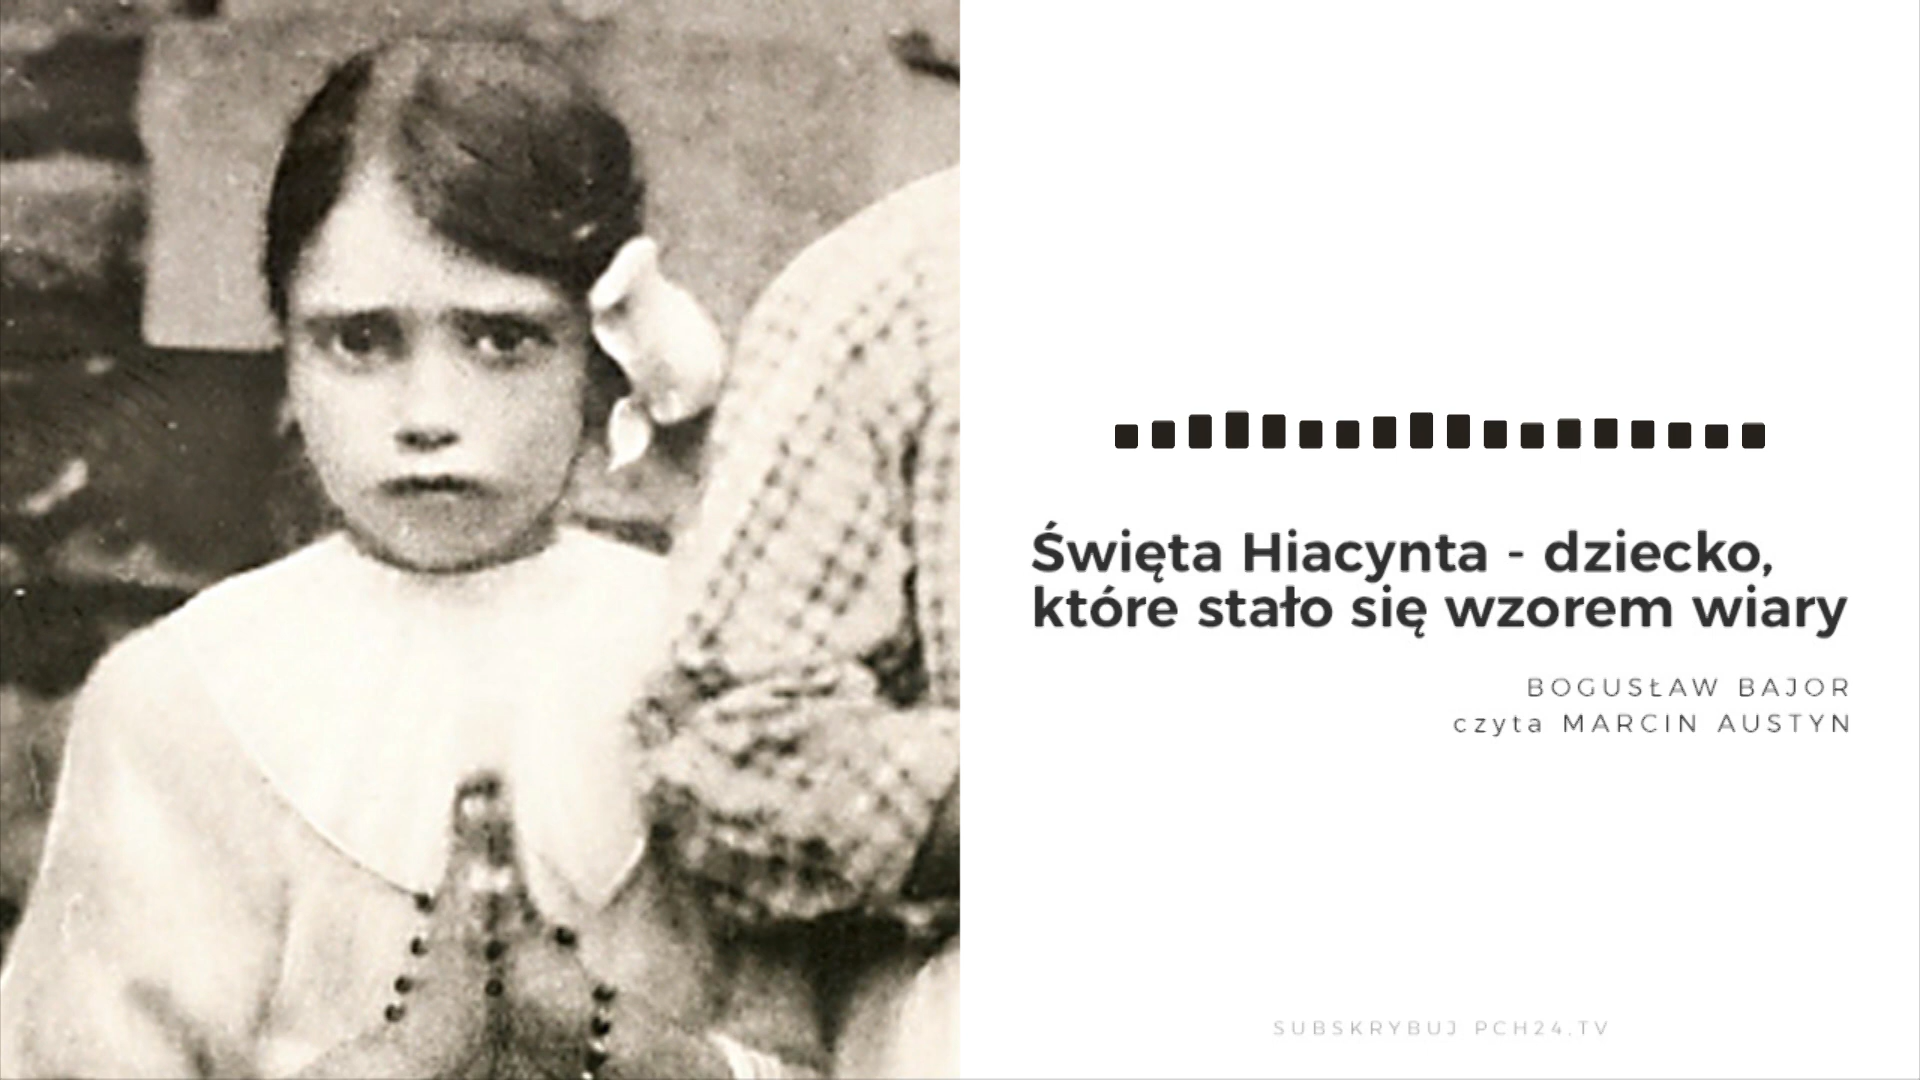 Święta Hiacynta - dziecko,
które stało się wzorem wiary
BOGUSŁAW BAJOR
czyta MARCIN AUSTYN
SUBSKRYBUJ PCH24.TV